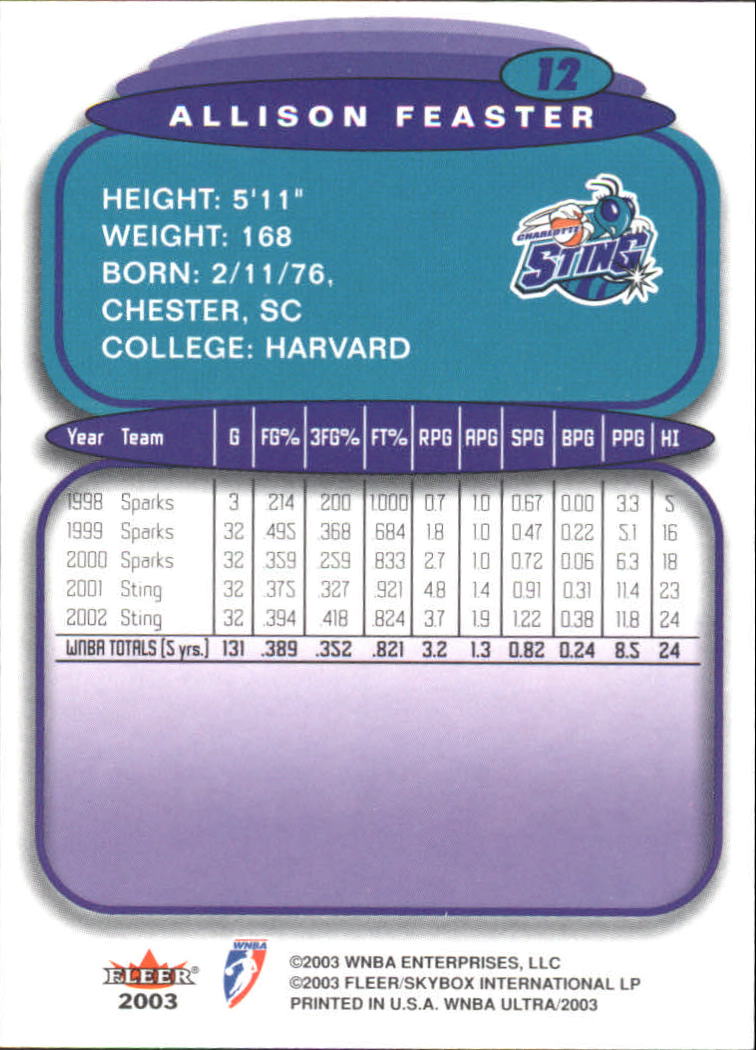 12
ALLISON FEASTER
HEIGHT: 5'11"
WEIGHT: 168
BORN: 2/11/76,
CHESTER, SC
COLLEGE: HARVARD
CHARLOTTE
STING
Year Team G FG% 3FG% FT% RPG APG SPG BPG PPG HI
1998 Sparks 3 .214 .200 1.000 0.7 1.0 0.67 0.00 3.3 5
1999 Sparks 32 .495 .368 .684 1.8 1.0 0.47 0.22 5.1 16
2000 Sparks 32 .359 .259 .833 2.7 1.0 0.72 0.06 6.3 18
2001 Sting 32 .375 .327 .921 4.8 1.4 0.91 0.31 11.4 23
2002 Sting 32 .394 .418 .824 3.7 1.9 1.22 0.38 11.8 24
WNBA TOTALS (5 yrs.) 131 .389 .352 .821 3.2 1.3 0.82 0.24 8.5 24
FLEER®
2003
WNBA
©2003 WNBA ENTERPRISES, LLC
©2003 FLEER/SKYBOX INTERNATIONAL LP
PRINTED IN U.S.A. WNBA ULTRA/2003